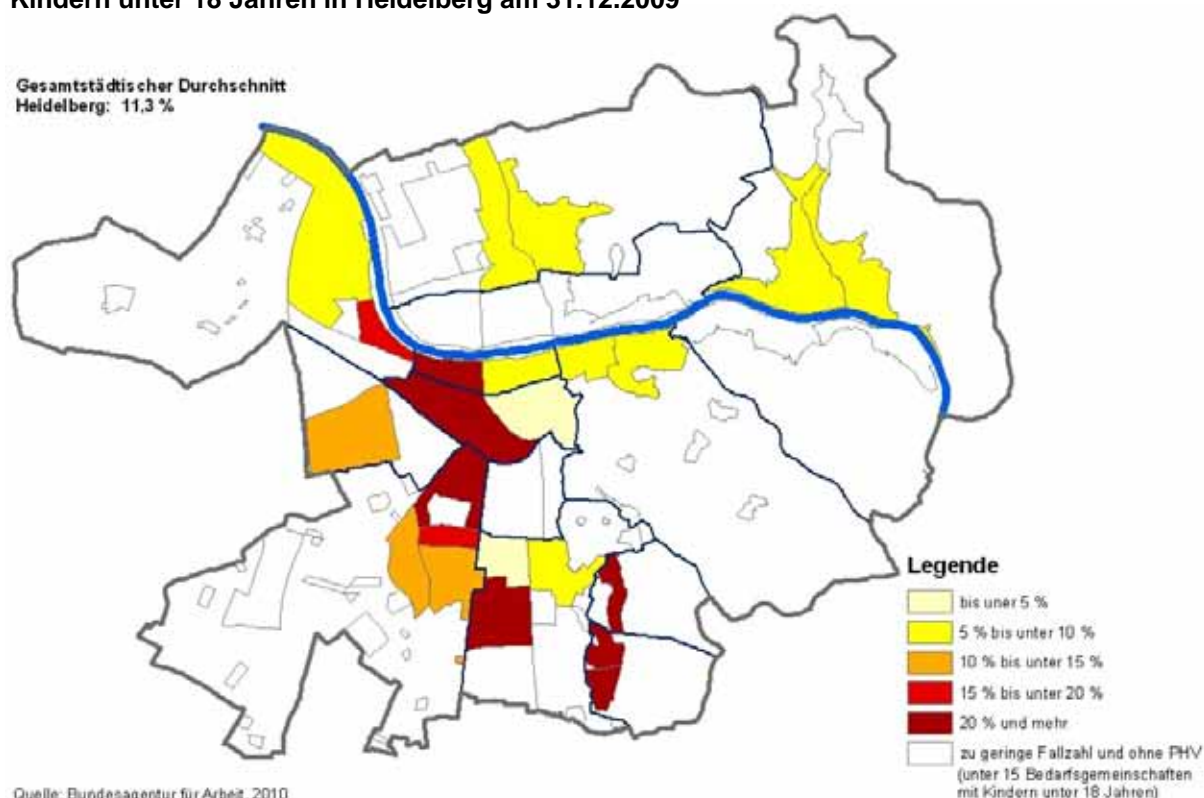 Kindern unter 18 Jahren in Heidelberg am 31.12.2009
Gesamtstädtischer Durchschnitt
Heidelberg: 11,3 %
Legende
bis uner 5 %
5 % bis unter 10 %
10 % bis unter 15 %
15 % bis unter 20 %
20 % und mehr
zu geringe Fallzahl und ohne PHV
(unter 15 Bedarfsgemeinschaften
mit Kindern unter 18 Jahren)
Quelle: Bundesagentur für Arbeit, 2010